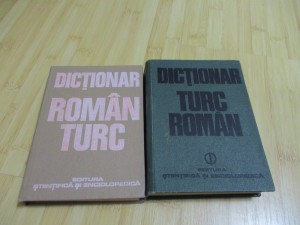 DICȚIONAR
ROMÂN
TURC
EDITURA
ȘTIINȚIFICĂ ȘI ENCICLOPEDICĂ
DICȚIONAR
TURC
ROMÂN
EDITURA
ȘTIINȚIFICĂ ȘI ENCICLOPEDICĂ